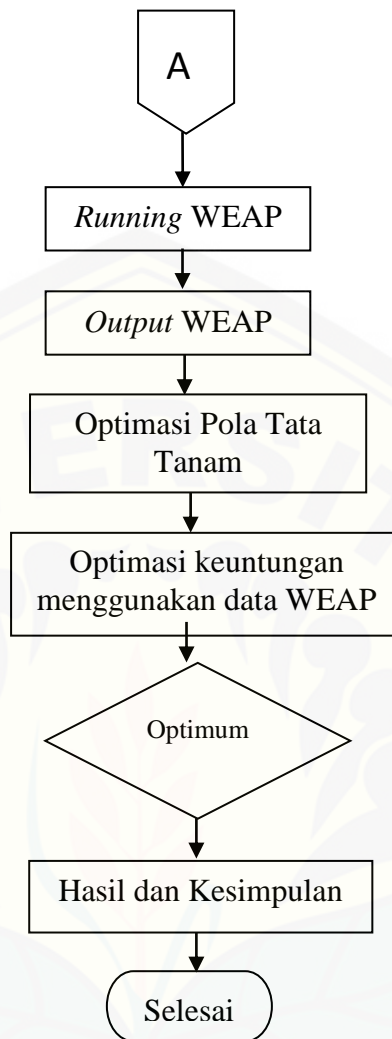 A
Running WEAP
Output WEAP
Optimasi Pola Tata
Tanam
Optimasi keuntungan
menggunakan data WEAP
Optimum
Hasil dan Kesimpulan
Selesai